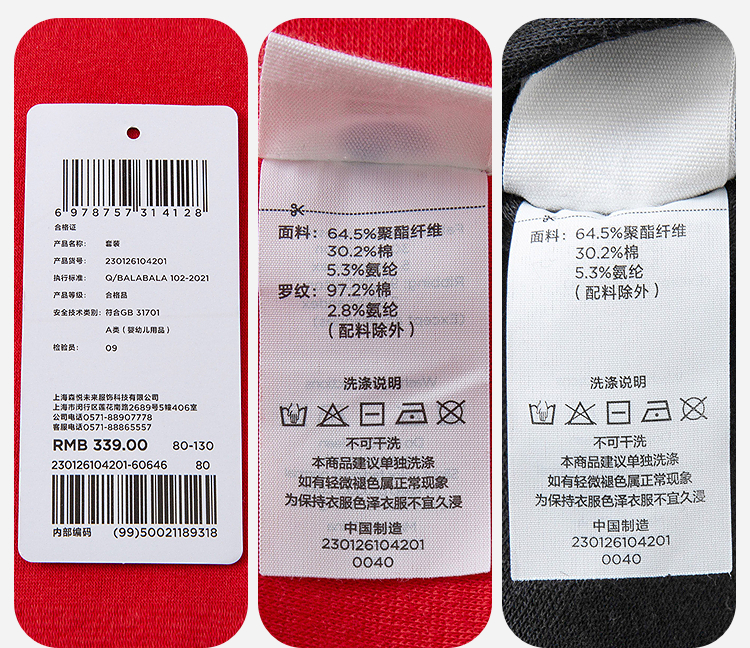 6 978757 314128
合格证
产品名称： 套装
产品货号： 230126104201
执行标准： Q/BALABALA 102-2021
产品等级： 合格品
安全技术类别： 符合GB 31701
A类（婴幼儿用品）
检验员： 09
上海森悦未来服饰科技有限公司
上海市闵行区莲花南路2689号5幢406室
公司电话0571-88907778
客服电话0571-88865557
RMB 339.00 80-130
230126104201-60646 80
内部编码 (99)50021189318
面料：64.5%聚酯纤维
30.2%棉
5.3%氨纶
罗纹：97.2%棉
2.8%氨纶
（配料除外）
洗涤说明
不可干洗
本商品建议单独洗涤
如有轻微褪色属正常现象
为保持衣服色泽衣服不宜久浸
中国制造
230126104201
0040
面料：64.5%聚酯纤维
30.2%棉
5.3%氨纶
（配料除外）
洗涤说明
不可干洗
本商品建议单独洗涤
如有轻微褪色属正常现象
为保持衣服色泽衣服不宜久浸
中国制造
230126104201
0040